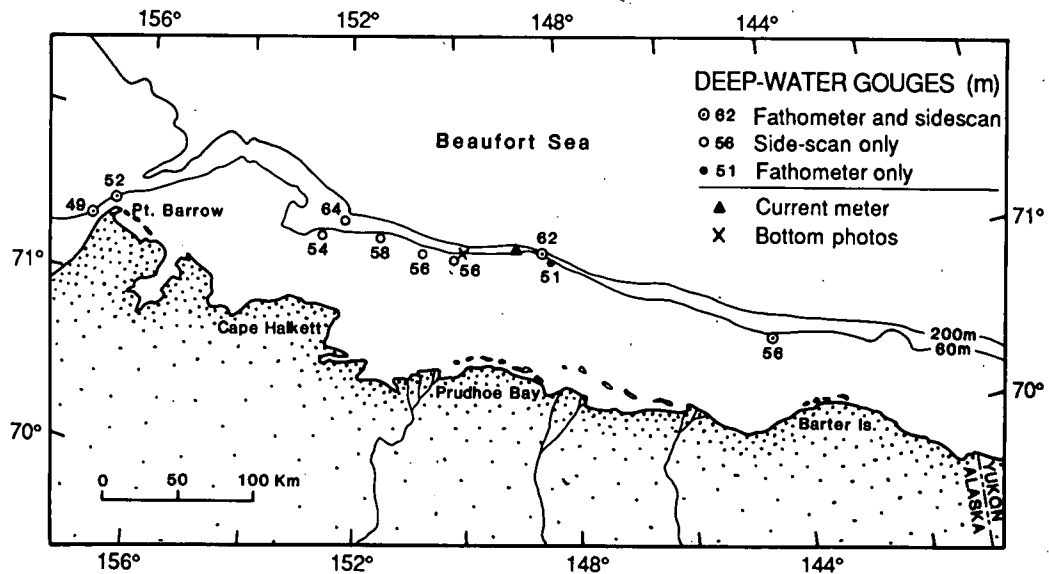 156° 152° 148° 144°
DEEP-WATER GOUGES (m)
62 Fathometer and sidescan
56 Side-scan only
51 Fathometer only
Current meter
Bottom photos
Beaufort Sea
52
49
Pt. Barrow
64
54
58
56
56
62
51
56
200m
60m
71°
71°
Cape Halkett
Prudhoe Bay
Barter Is.
70°
70°
0 50 100 Km
YUKON
ALASKA
156° 152° 148° 144°